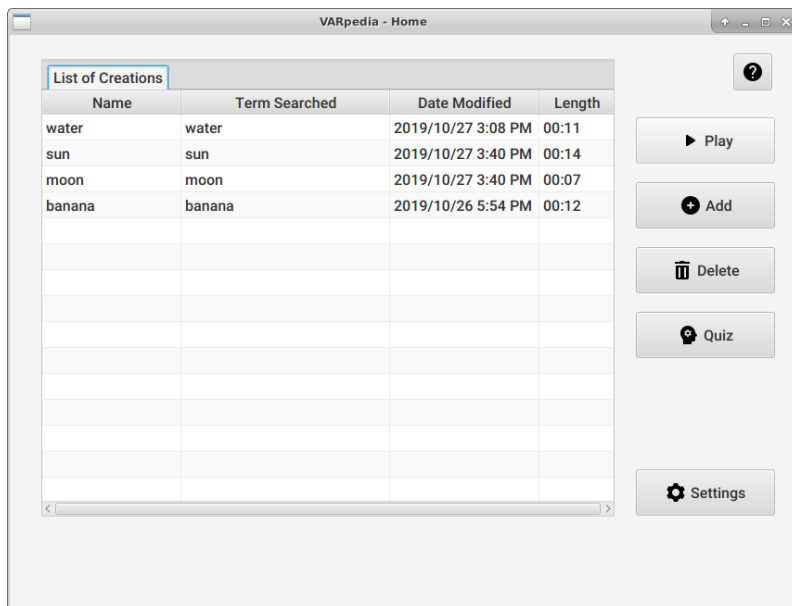 VARpedia - Home
List of Creations
Name Term Searched Date Modified Length
water water 2019/10/27 3:08 PM 00:11
sun sun 2019/10/27 3:40 PM 00:14
moon moon 2019/10/27 3:40 PM 00:07
banana banana 2019/10/26 5:54 PM 00:12
?
Play
Add
Delete
Quiz
Settings